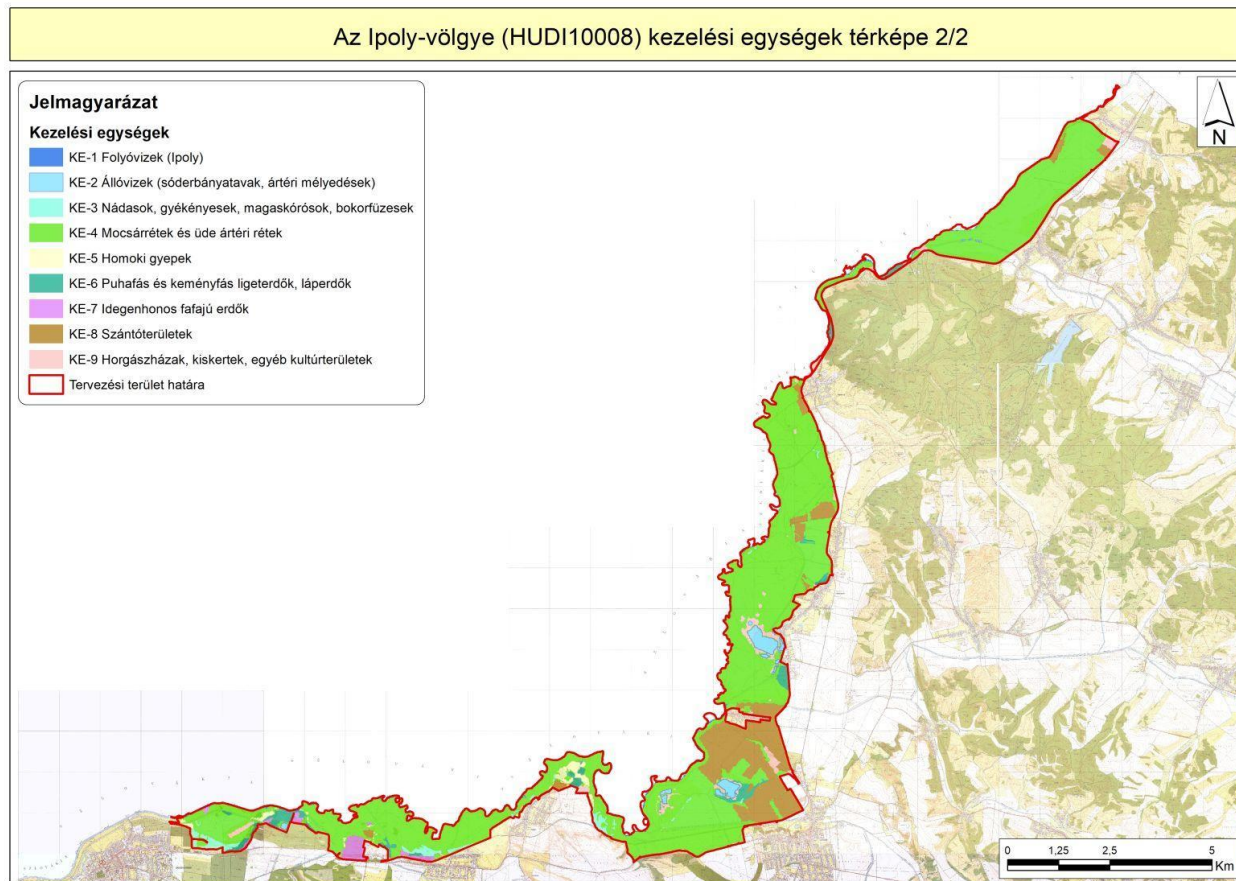 Az Ipoly-völgye (HUDI10008) kezelési egységek térképe 2/2
Jelmagyarázat
Kezelési egységek
KE-1 Folyóvizek (Ipoly)
KE-2 Állóvizek (sóderbányatavak, ártéri mélyedések)
KE-3 Nádasok, gyékényesek, magaskórósok, bokorfüzesek
KE-4 Mocsárrétek és üde ártéri rétek
KE-5 Homoki gyepek
KE-6 Puhafás és keményfás ligeterdők, láperdők
KE-7 Idegenhonos fafajú erdők
KE-8 Szántóterületek
KE-9 Horgászházak, kiskertek, egyéb kultúrterületek
Tervezési terület határa
N
0 1,25 2,5 5
Km